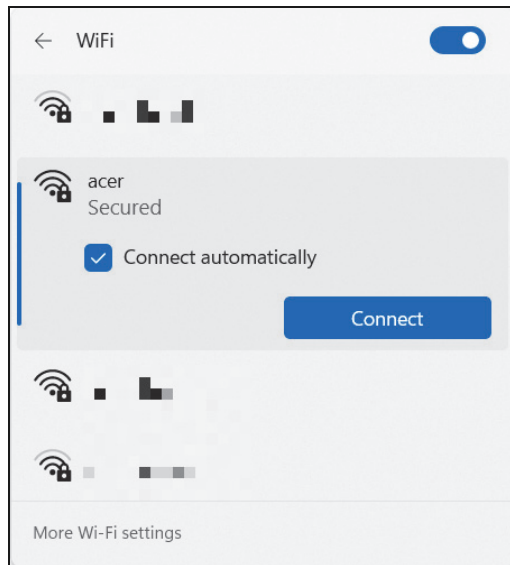 WiFi
acer
Secured
Connect automatically
Connect
More Wi-Fi settings